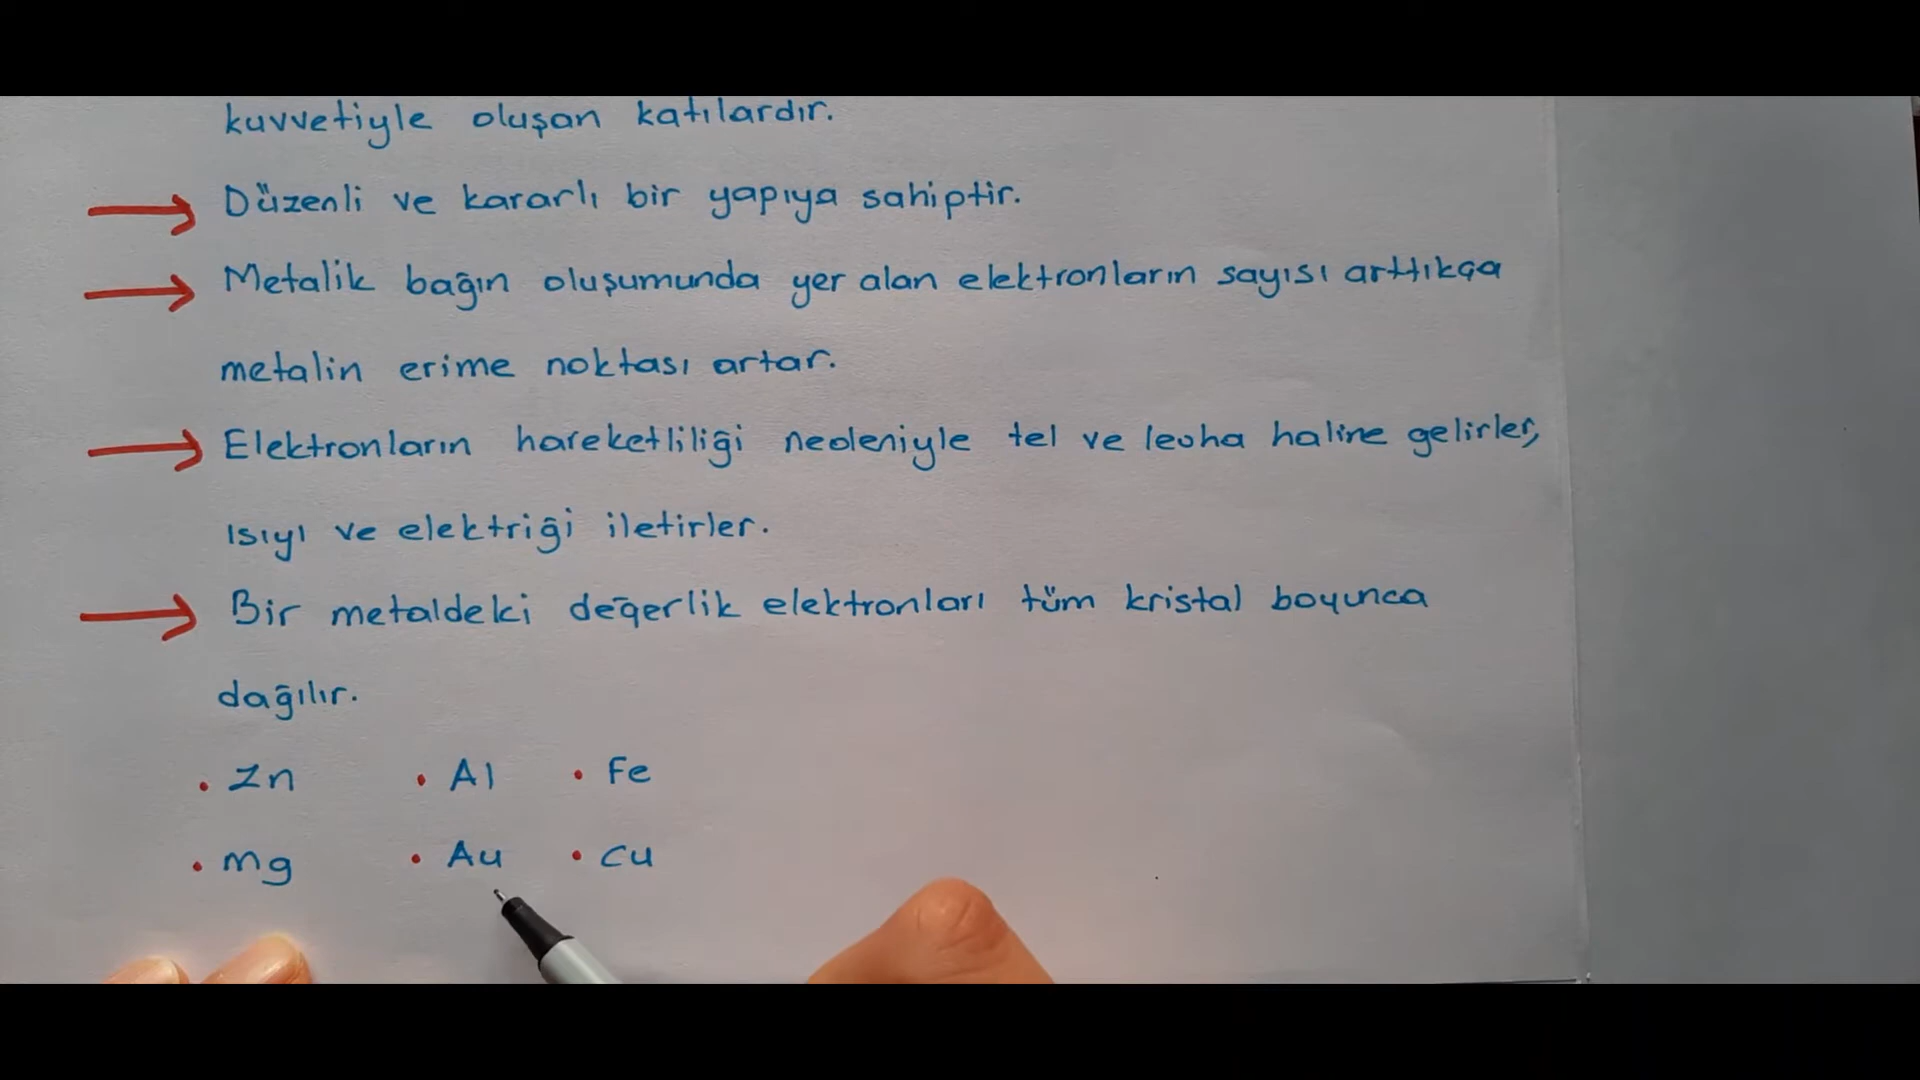 kuvvetiyle oluşan katılardır.
Düzenli ve kararlı bir yapıya sahiptir.
Metalik bağın oluşumunda yer alan elektronların sayısı arttıkça
metalin erime noktası artar.
Elektronların hareketliliği nedeniyle tel ve levha haline gelirler,
ısıyı ve elektriği iletirler.
Bir metaldeki değerlik elektronları tüm kristal boyunca
dağılır.
• Zn • Al • Fe
• Mg • Au • Cu